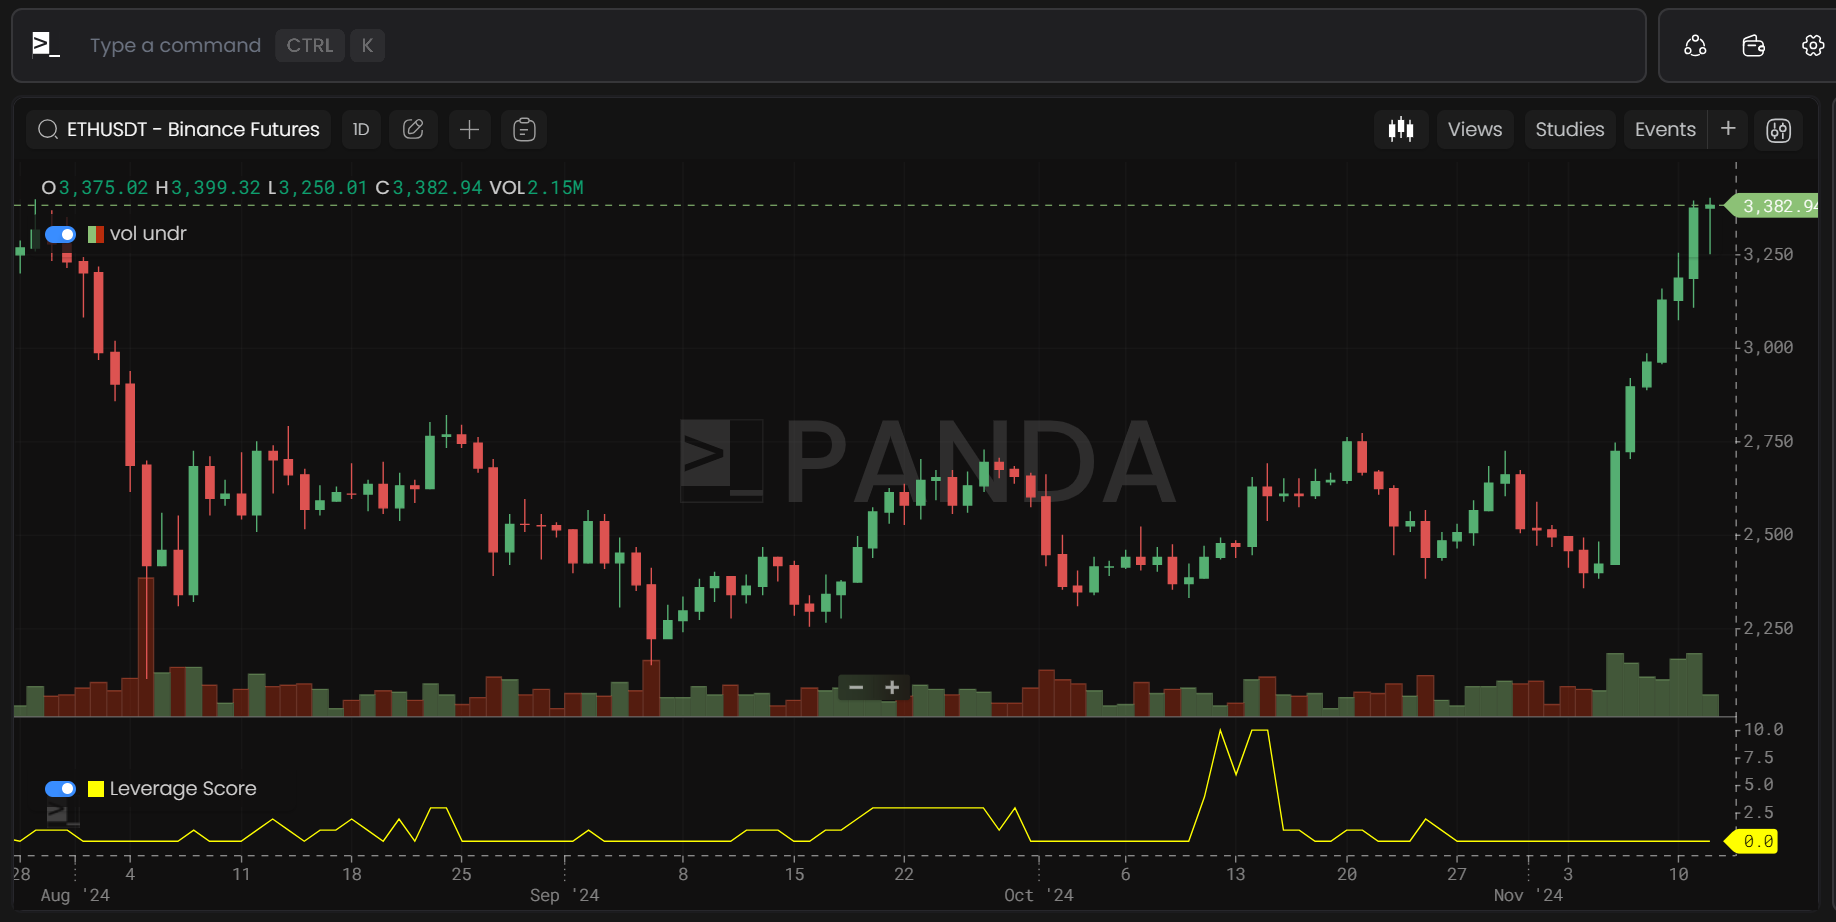 >_ Type a command CTRL K
ETHUSDT - Binance Futures 1D Views Studies Events +
O3,375.02 H3,399.32 L3,250.01 C3,382.94 VOL2.15M
3,382.94
vol undr
3,250
3,000
2,750
>_ PANDA
2,500
2,250
− +
10.0
7.5
Leverage Score
5.0
2.5
0.0
28 4 11 18 25 8 15 22 6 13 20 27 3 10
Aug '24 Sep '24 Oct '24 Nov '24